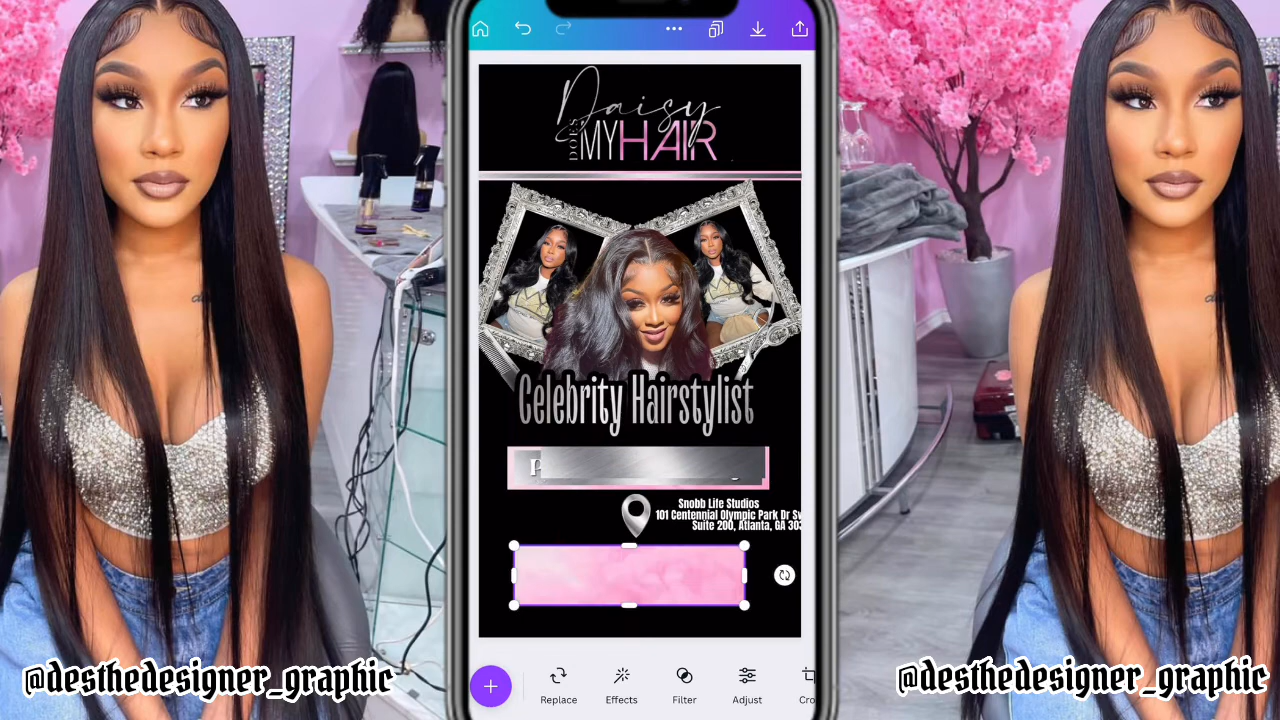 Daisy
DOES
MY HAIR
Celebrity Hairstylist
Snobb Life Studios
101 Centennial Olympic Park Dr
Suite 200, Atlanta, GA
Replace
Effects
Filter
Adjust
Cro
@desthedesigner_graphic
@desthedesigner_graphic